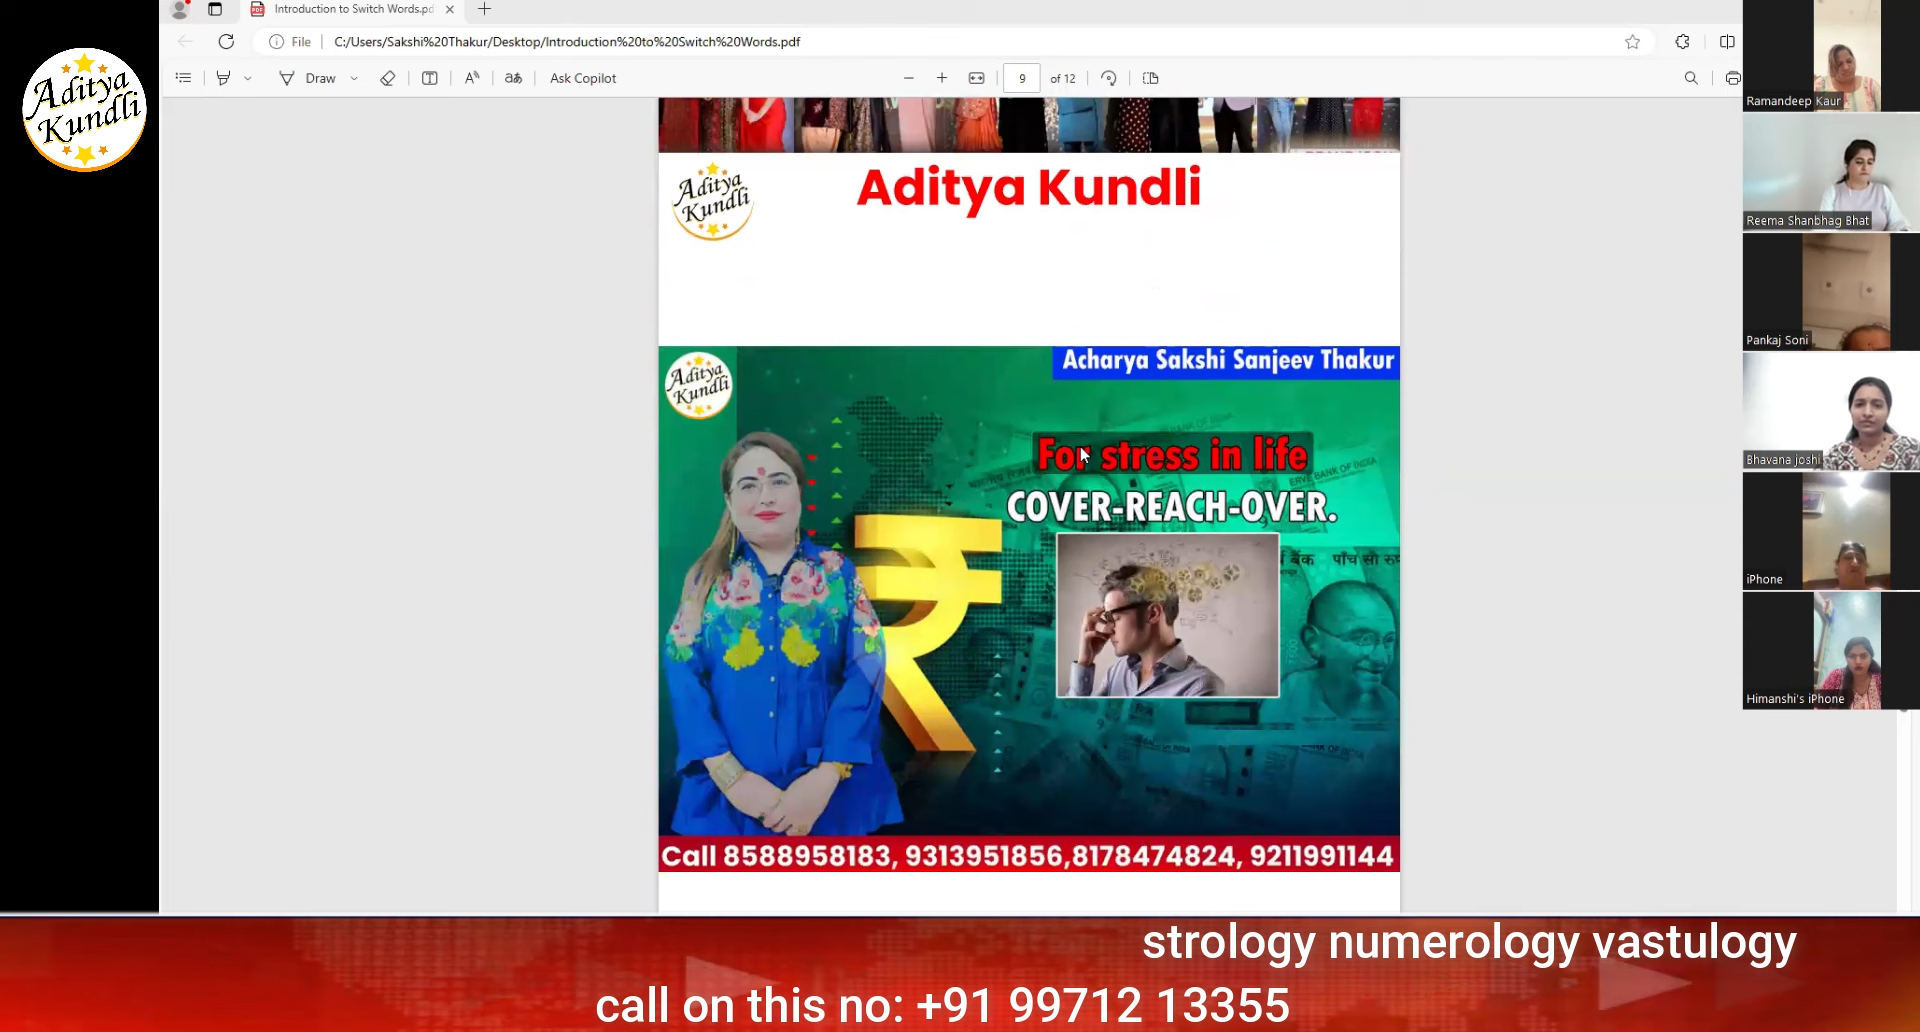 Aditya
Kundli
Introduction to Switch Words.pd
File
C:/Users/Sakshi%20Thakur/Desktop/Introduction%20to%20Switch%20Words.pdf
Draw
Ask Copilot
9
of 12
Aditya
Kundli
Aditya Kundli
Aditya
Kundli
Acharya Sakshi Sanjeev Thakur
For stress in life
COVER-REACH-OVER.
बैंक पाँच सौ
Call 8588958183, 9313951856,8178474824, 9211991144
Ramandeep Kaur
Reema Shanbhag Bhat
Pankaj Soni
Bhavana joshi
iPhone
Himanshi's iPhone
strology numerology vastulogy
call on this no: +91 99712 13355